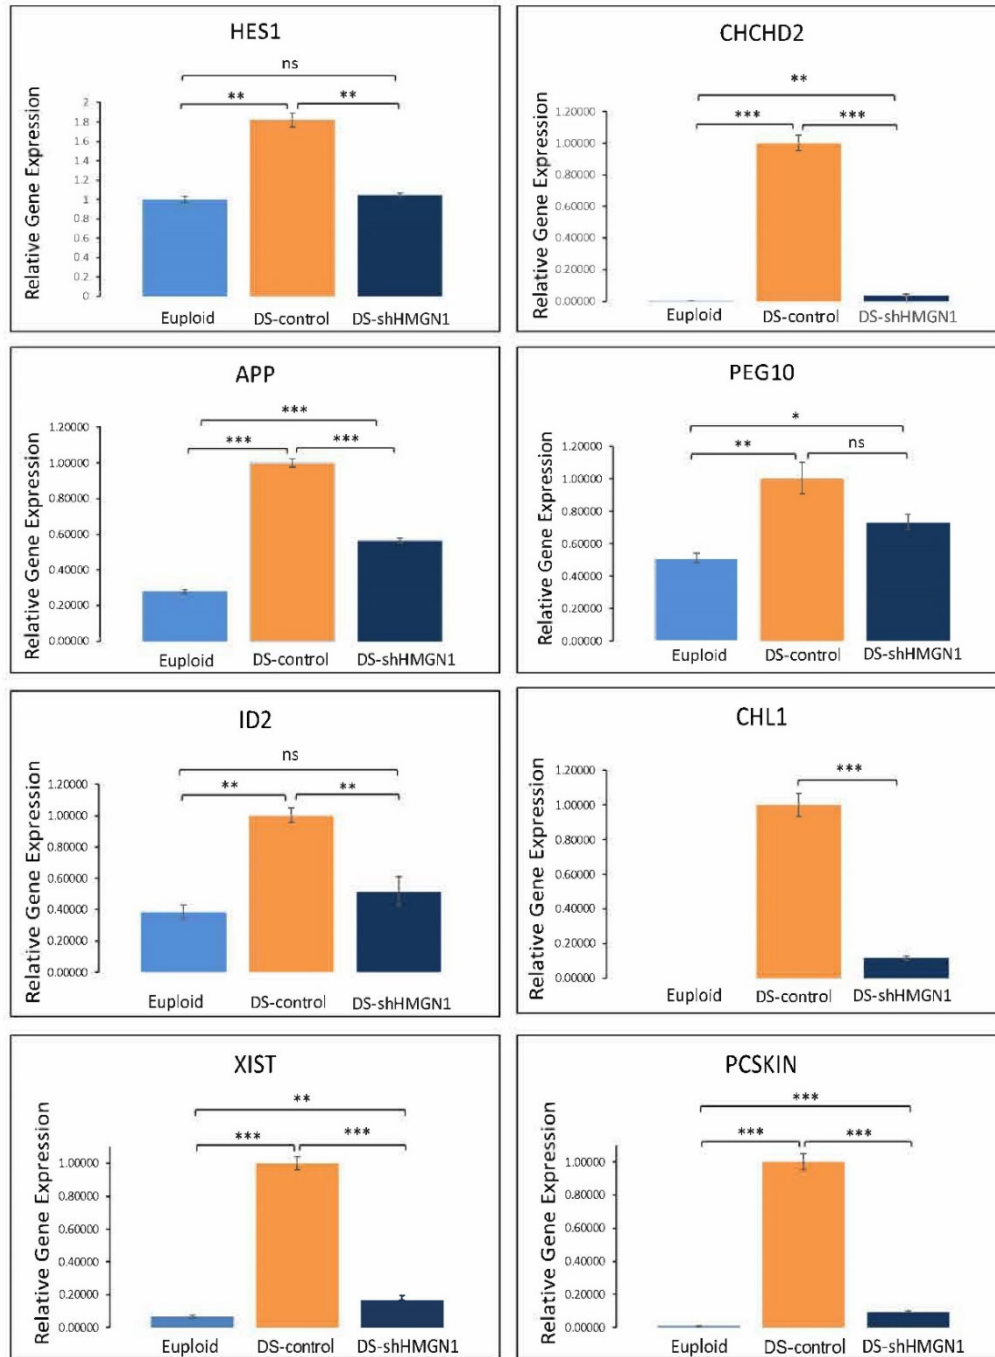 HES1
ns
** **
Relative Gene Expression
2
1.8
1.6
1.4
1.2
1
0.8
0.6
0.4
0.2
0
Euploid DS-control DS-shHMGN1
CHCHD2
**
*** ***
Relative Gene Expression
1.20000
1.00000
0.80000
0.60000
0.40000
0.20000
0.00000
Euploid DS-control DS-shHMGN1
APP
***
*** ***
Relative Gene Expression
1.20000
1.00000
0.80000
0.60000
0.40000
0.20000
0.00000
Euploid DS-control DS-shHMGN1
PEG10
*
** ns
Relative Gene Expression
1.20000
1.00000
0.80000
0.60000
0.40000
0.20000
0.00000
Euploid DS-control DS-shHMGN1
ID2
ns
** **
Relative Gene Expression
1.20000
1.00000
0.80000
0.60000
0.40000
0.20000
0.00000
Euploid DS-control DS-shHMGN1
CHL1
***
Relative Gene Expression
1.20000
1.00000
0.80000
0.60000
0.40000
0.20000
0.00000
Euploid DS-control DS-shHMGN1
XIST
**
*** ***
Relative Gene Expression
1.00000
0.80000
0.60000
0.40000
0.20000
0.00000
Euploid DS-control DS-shHMGN1
PCSKIN
***
*** ***
Relative Gene Expression
1.00000
0.80000
0.60000
0.40000
0.20000
0.00000
Euploid DS-control DS-shHMGN1